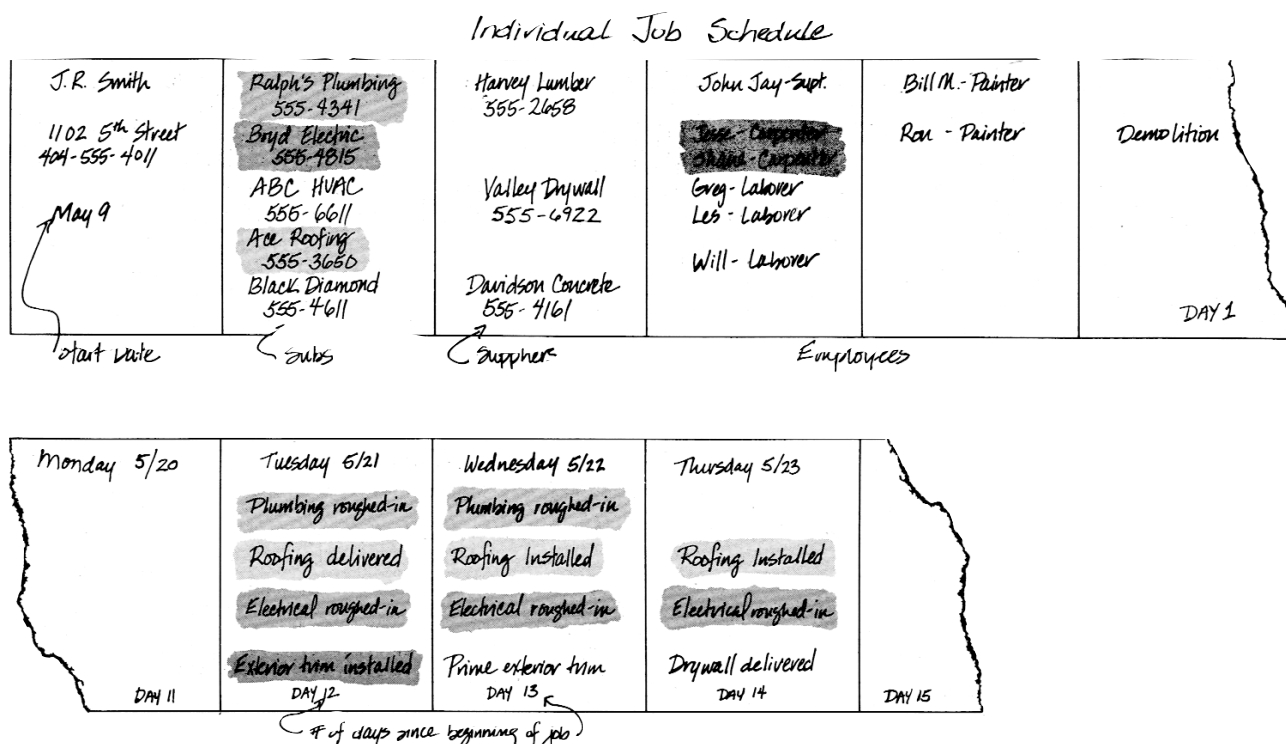 Individual Job Schedule
J.R. Smith
1102 5th Street
404-555-4011
May 9
Start Date
Ralph's Plumbing
555-4341
Boyd Electric
555-4815
ABC HVAC
555-6611
Ace Roofing
555-3650
Black Diamond
555-4611
Subs
Harvey Lumber
555-2658
Valley Drywall
555-6922
Davidson Concrete
555-4161
Suppliers
John Jay-Supt.
Jesse - Carpenter
Shane - Carpenter
Greg - Laborer
Les - Laborer
Will - Laborer
Bill M. - Painter
Ron - Painter
Employees
Demolition
DAY 1
Monday 5/20
DAY 11
Tuesday 5/21
Plumbing roughed-in
Roofing delivered
Electrical roughed-in
Exterior trim installed
DAY 12
Wednesday 5/22
Plumbing roughed-in
Roofing Installed
Electrical roughed-in
Prime exterior trim
DAY 13
Thursday 5/23
Roofing Installed
Electrical roughed-in
Drywall delivered
DAY 14
DAY 15
# of days since beginning of job